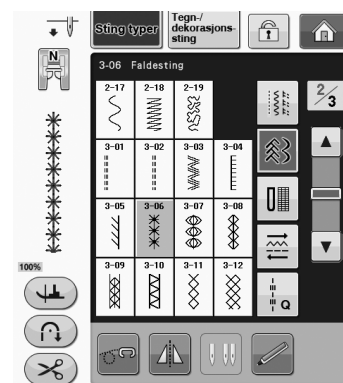 Sting typer
Tegn-/
dekorasjons-
sting
N
3-06 Faldesting
2/3
2-17 2-18 2-19
3-01 3-02 3-03 3-04
3-05 3-06 3-07 3-08
100%
3-09 3-10 3-11 3-12
Q